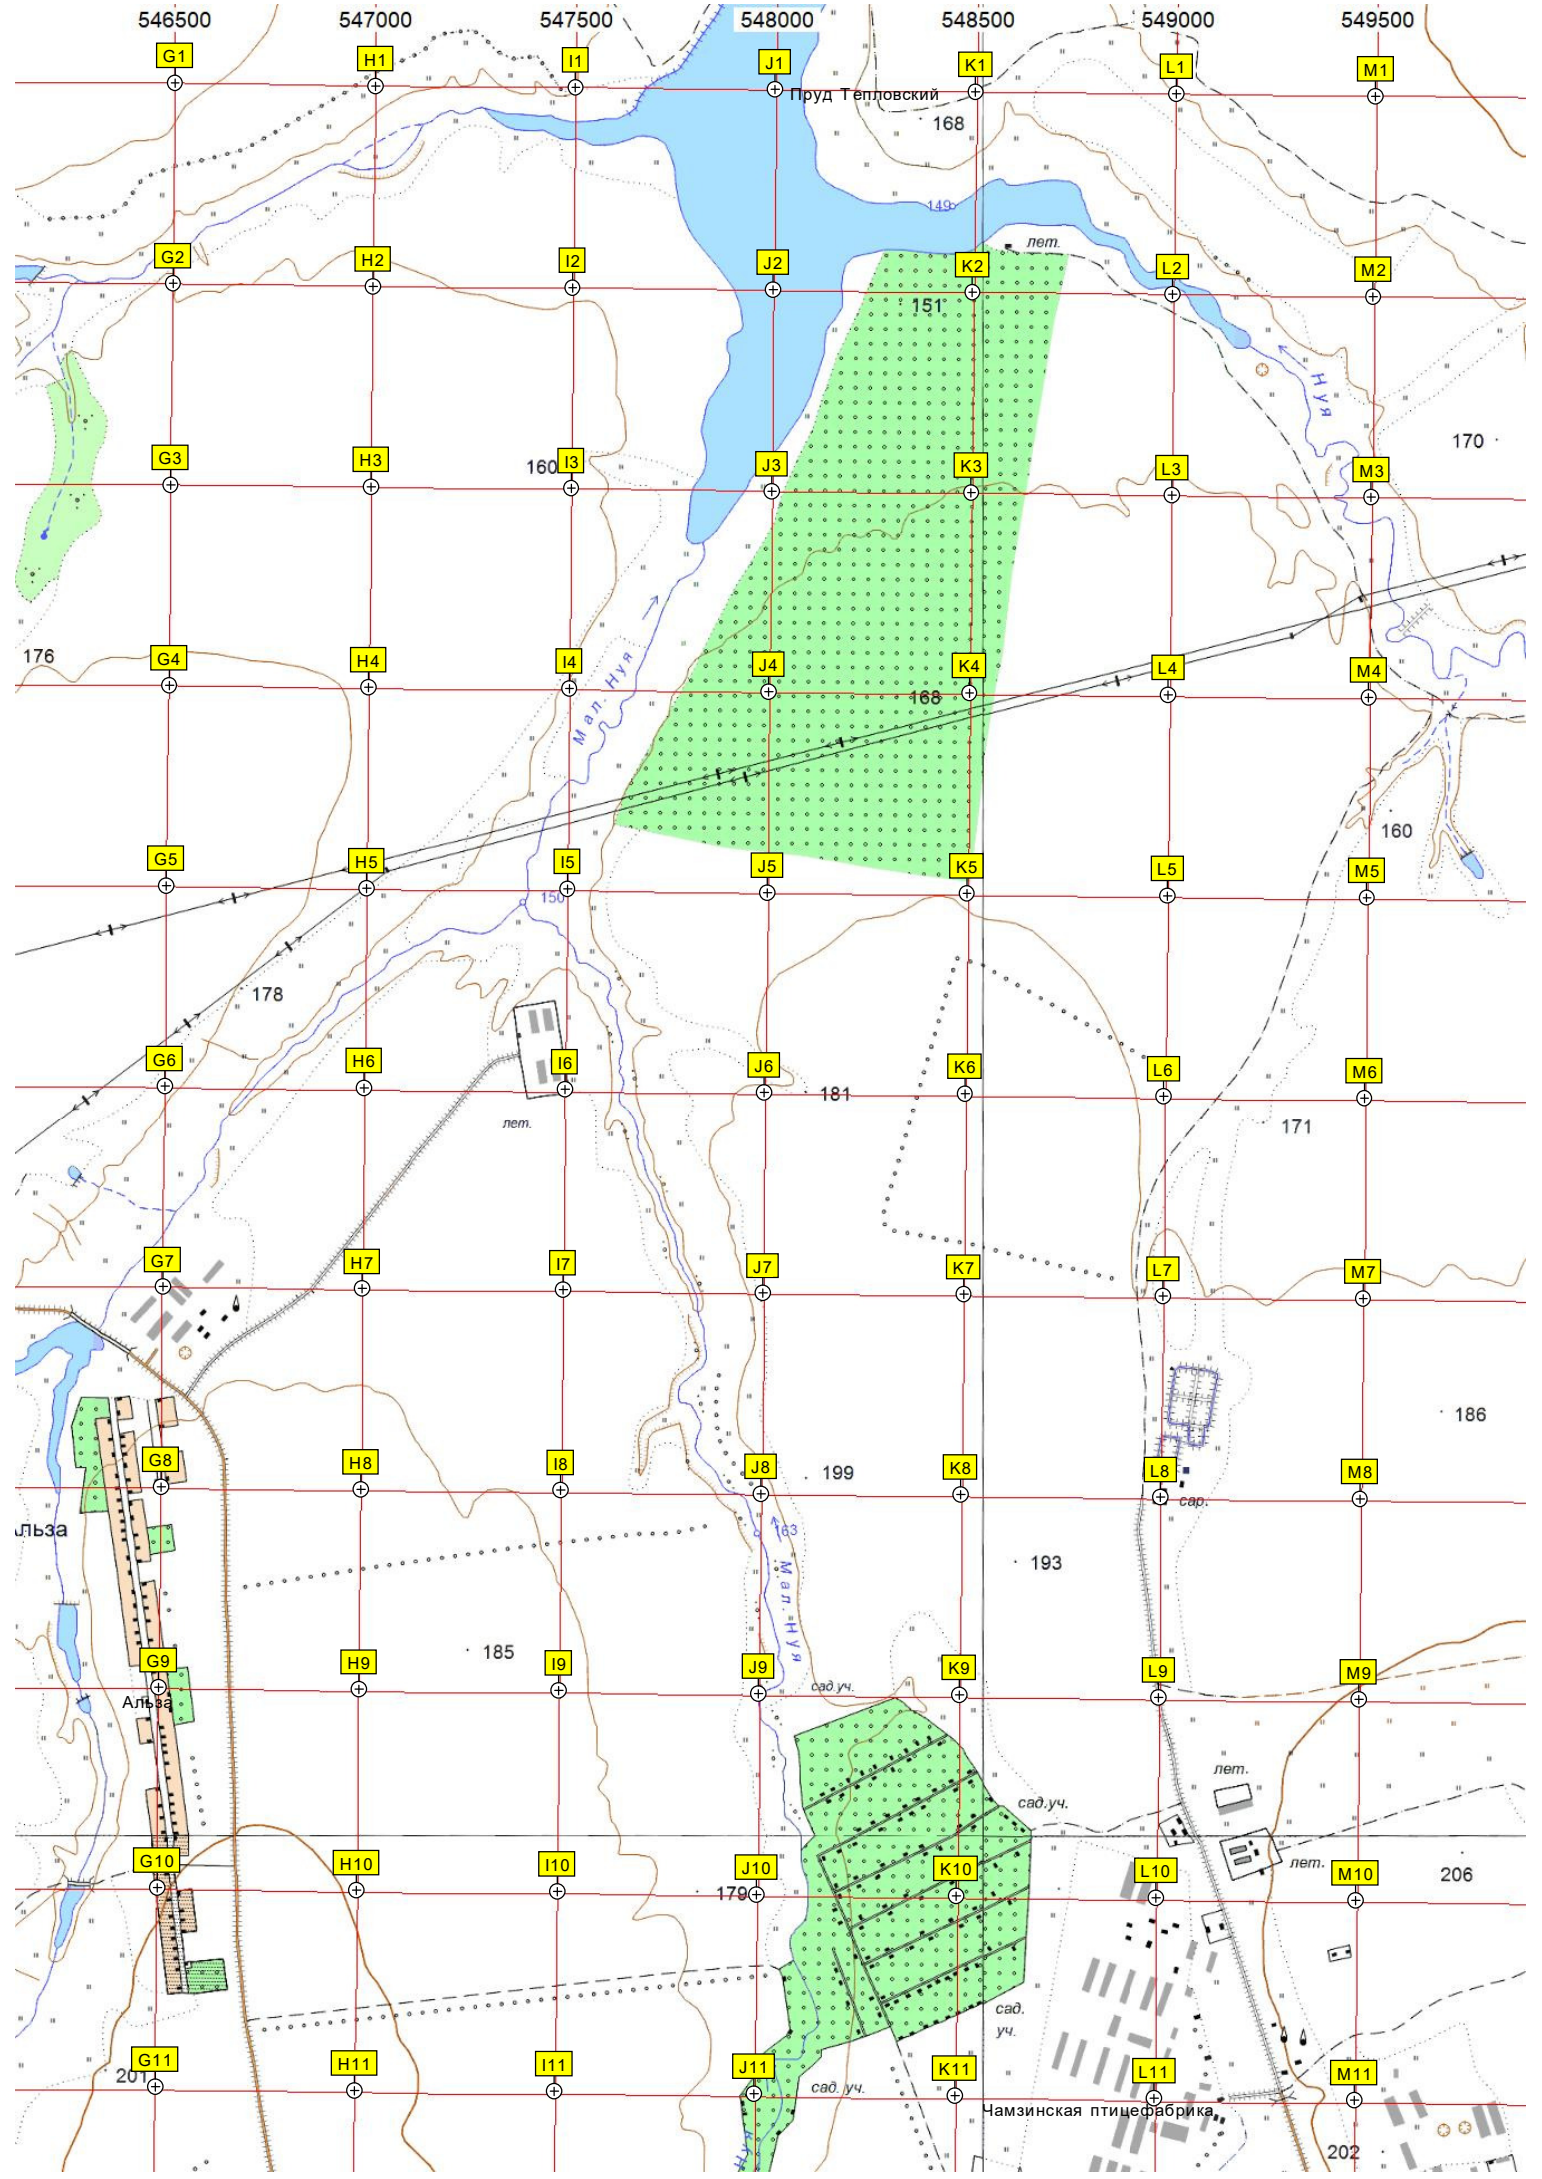 546500 547000 547500 548000 548500 549000 549500
G1 H1 I1 J1 K1 L1 M1
Пруд Тепловский
168
149
лет.
G2 H2 I2 J2 K2 L2 M2
151
Нуя
170
G3 H3 160 I3 J3 K3 L3 M3
176
G4 H4 I4 J4 K4 L4 M4
Мал. Нуя
168
160
G5 H5 I5 J5 K5 L5 M5
150
178
G6 H6 I6 J6 K6 L6 M6
181
лет.
171
G7 H7 I7 J7 K7 L7 M7
186
G8 H8 I8 J8 K8 L8 M8
199
сар.
льза
163
Мал. Нуя
193
185
G9 H9 I9 J9 K9 L9 M9
сад.уч.
Альза
лет.
сад.уч.
лет.
G10 H10 I10 J10 K10 L10 M10
206
179
сад.
уч.
G11 H11 I11 J11 K11 L11 M11
201
сад. уч.
Чамзинская птицефабрика
202